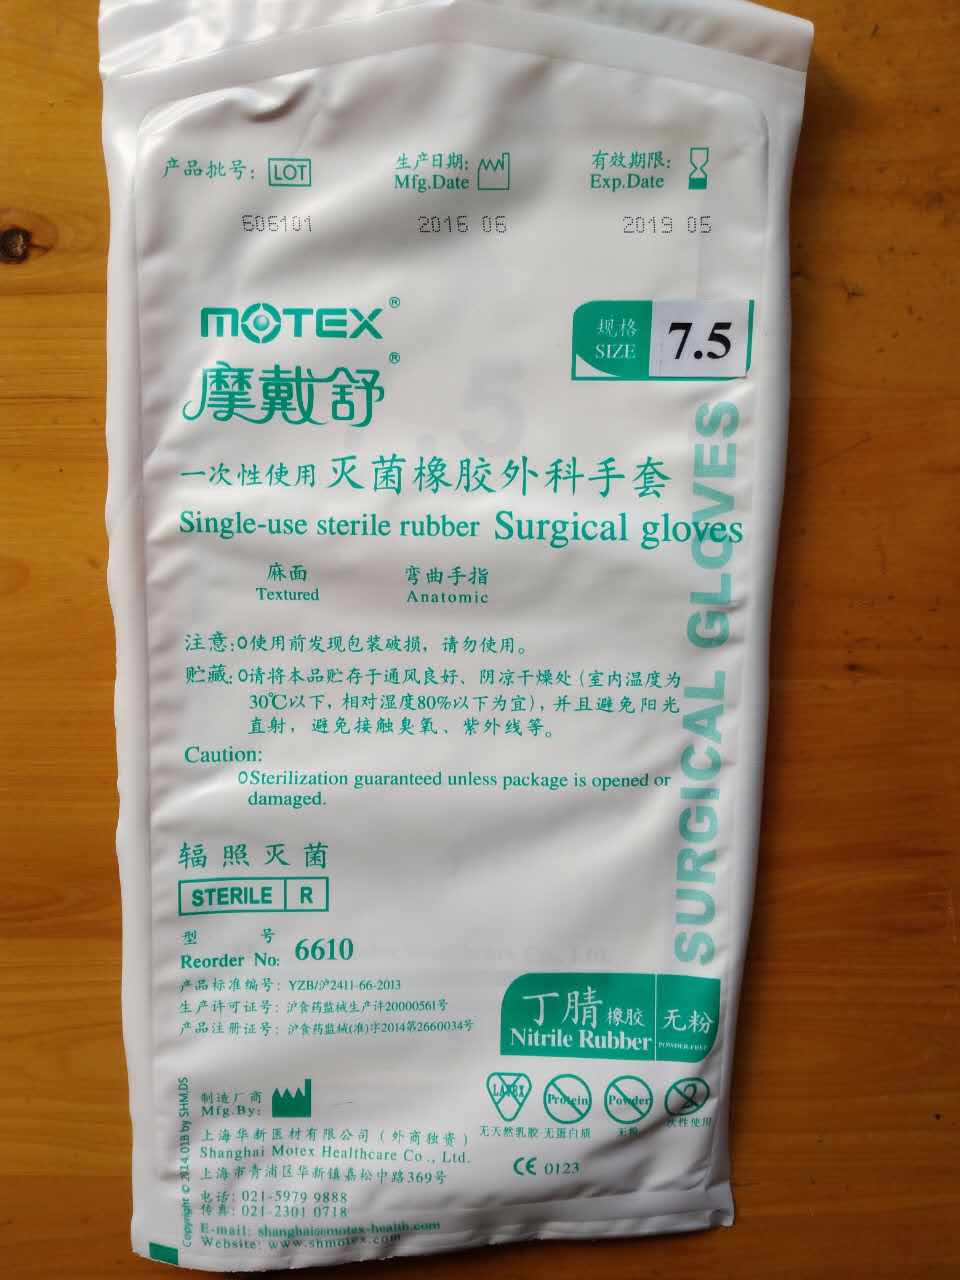 产品批号: LOT
生产日期:
Mfg.Date
有效期限:
Exp.Date
606101
2016 06
2019 05
MOTEX®
规格
SIZE
7.5
摩戴舒®
一次性使用 灭菌橡胶外科手套
Single-use sterile rubber Surgical gloves
麻面
Textured
弯曲手指
Anatomic
SURGICAL GLOVES
注意:使用前发现包装破损，请勿使用。
贮藏:请将本品贮存于通风良好、阴凉干燥处(室内温度为
30℃以下，相对湿度80%以下为宜)，并且避免阳光
直射，避免接触臭氧、紫外线等。
Caution:
Sterilization guaranteed unless package is opened or
damaged.
辐照灭菌
STERILE R
型 号
Reorder No: 6610
产品标准编号: YZB/沪2411-66-2013
生产许可证号: 沪食药监械生产许20000561号
产品注册证号: 沪食药监械(准)字2014第2660034号
丁腈橡胶
Nitrile Rubber
无粉
POWDER-FREE
LATEX
Protein
Powder
2
无天然乳胶
无蛋白质
无粉
次性使用
CE 0123
制造厂商
Mfg.By:
上海华新医材有限公司(外商独资)
Shanghai Motex Healthcare Co., Ltd.
上海市青浦区华新镇嘉松中路369号
电话: 021-5979 9888
传真: 021-2301 0718
E-mail: shanghai@motex-health.com
Website: www.shmotex.com
Copyright © 2014.01B by SHM.DS